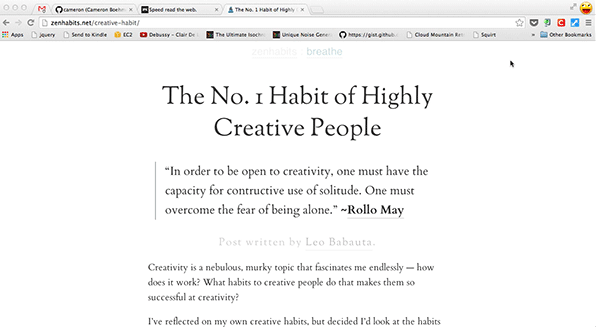 cameron (Cameron Boehm
Speed read the web.
The No. 1 Habit of Highly
zenhabits.net/creative-habit/
Apps
jquery
Send to Kindle
EC2
Debussy – Clair De L
The Ultimate Isochro
Unique Noise Gener
https://gist.github.com
Cloud Mountain Ret
Squirt
»
Other Bookmarks
zenhabits : breathe
The No. 1 Habit of Highly
Creative People
“In order to be open to creativity, one must have the
capacity for contructive use of solitude. One must
overcome the fear of being alone.” ~Rollo May
Post written by Leo Babauta.
Creativity is a nebulous, murky topic that fascinates me endlessly — how
does it work? What habits to creative people do that makes them so
successful at creativity?
I’ve reflected on my own creative habits, but decided I’d look at the habits